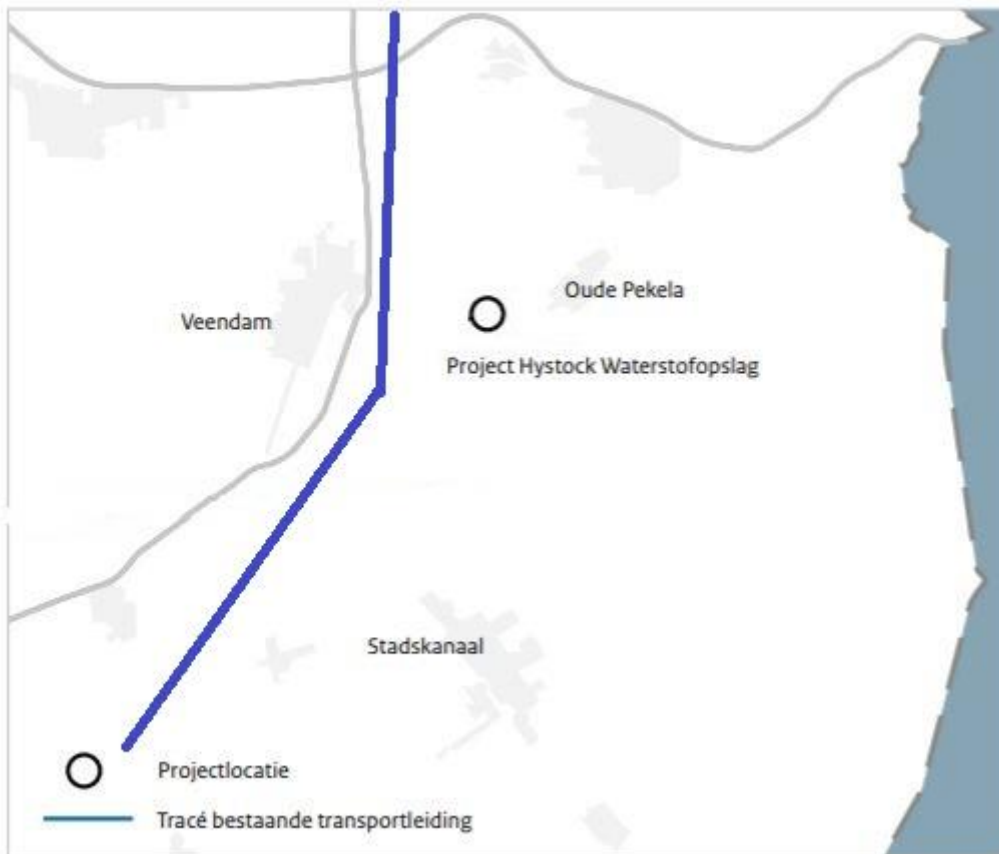 Oude Pekela
Veendam
Project Hystock Waterstofopslag
Stadskanaal
Projectlocatie
Tracé bestaande transportleiding